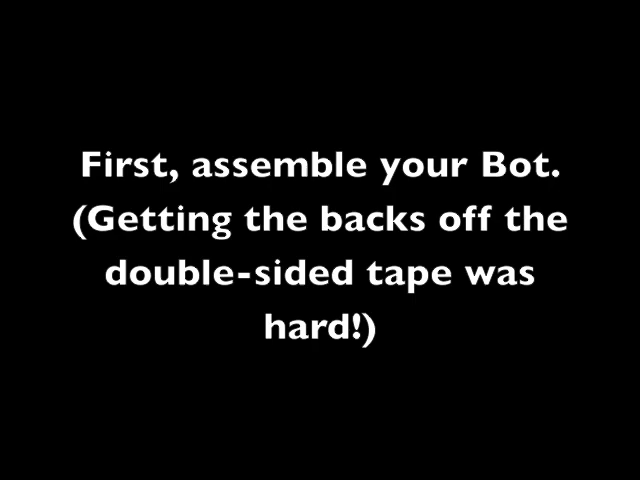 First, assemble your Bot.
(Getting the backs off the
double-sided tape was
hard!)